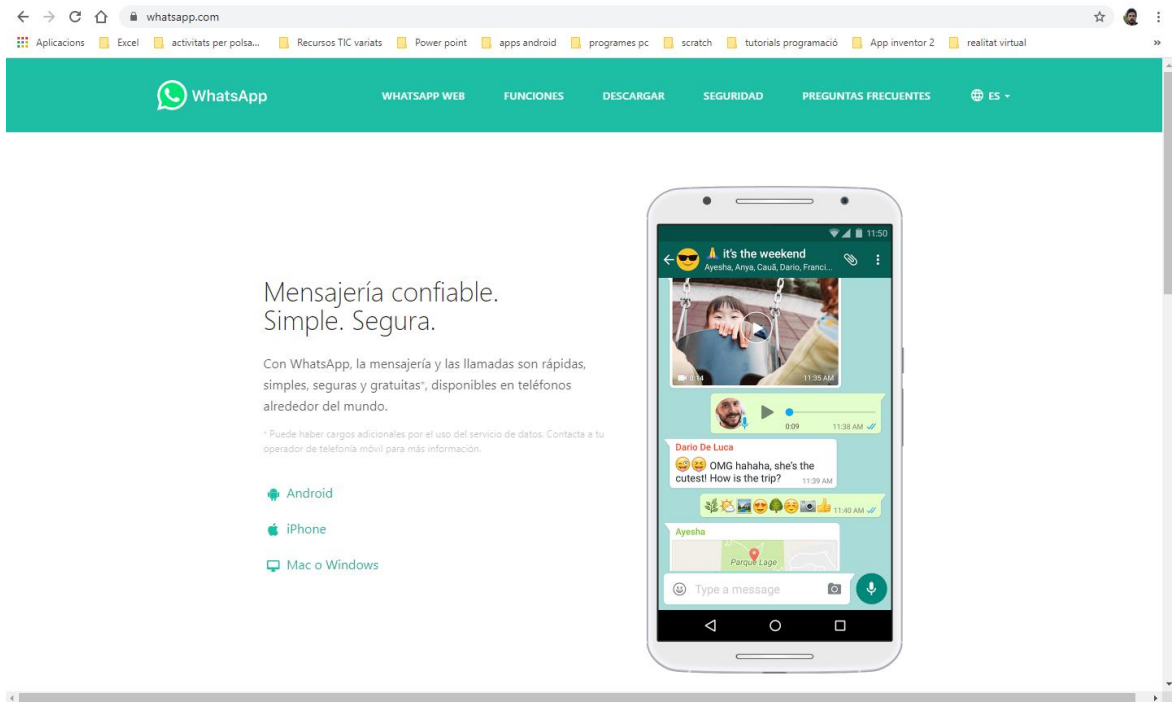 whatsapp.com
Aplicacions Excel activitats per polsa... Recursos TIC variats Power point apps android programes pc scratch tutorials programació App inventor 2 realitat virtual »
WhatsApp WHATSAPP WEB FUNCIONES DESCARGAR SEGURIDAD PREGUNTAS FRECUENTES ES
11:50
it's the weekend
Ayesha, Anya, Cauã, Dario, Franci...
0:14 11:35 AM
0:09 11:38 AM
Dario De Luca
OMG hahaha, she's the
cutest! How is the trip? 11:39 AM
11:40 AM
Ayesha
Parque Lage
Type a message
Mensajería confiable.
Simple. Segura.
Con WhatsApp, la mensajería y las llamadas son rápidas,
simples, seguras y gratuitas*, disponibles en teléfonos
alrededor del mundo.
* Puede haber cargos adicionales por el uso del servicio de datos. Contacta a tu
operador de telefonía móvil para más información.
Android
iPhone
Mac o Windows